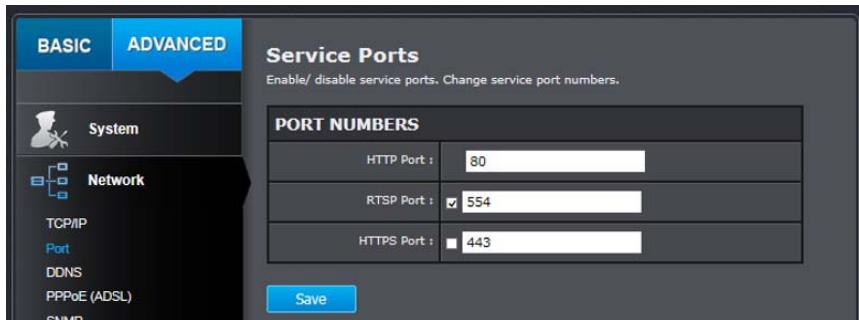 BASIC
ADVANCED
System
Network
TCP/IP
Port
DDNS
PPPoE (ADSL)
SNMP
Service Ports
Enable/ disable service ports. Change service port numbers.
PORT NUMBERS
HTTP Port : 80
RTSP Port : 554
HTTPS Port : 443
Save